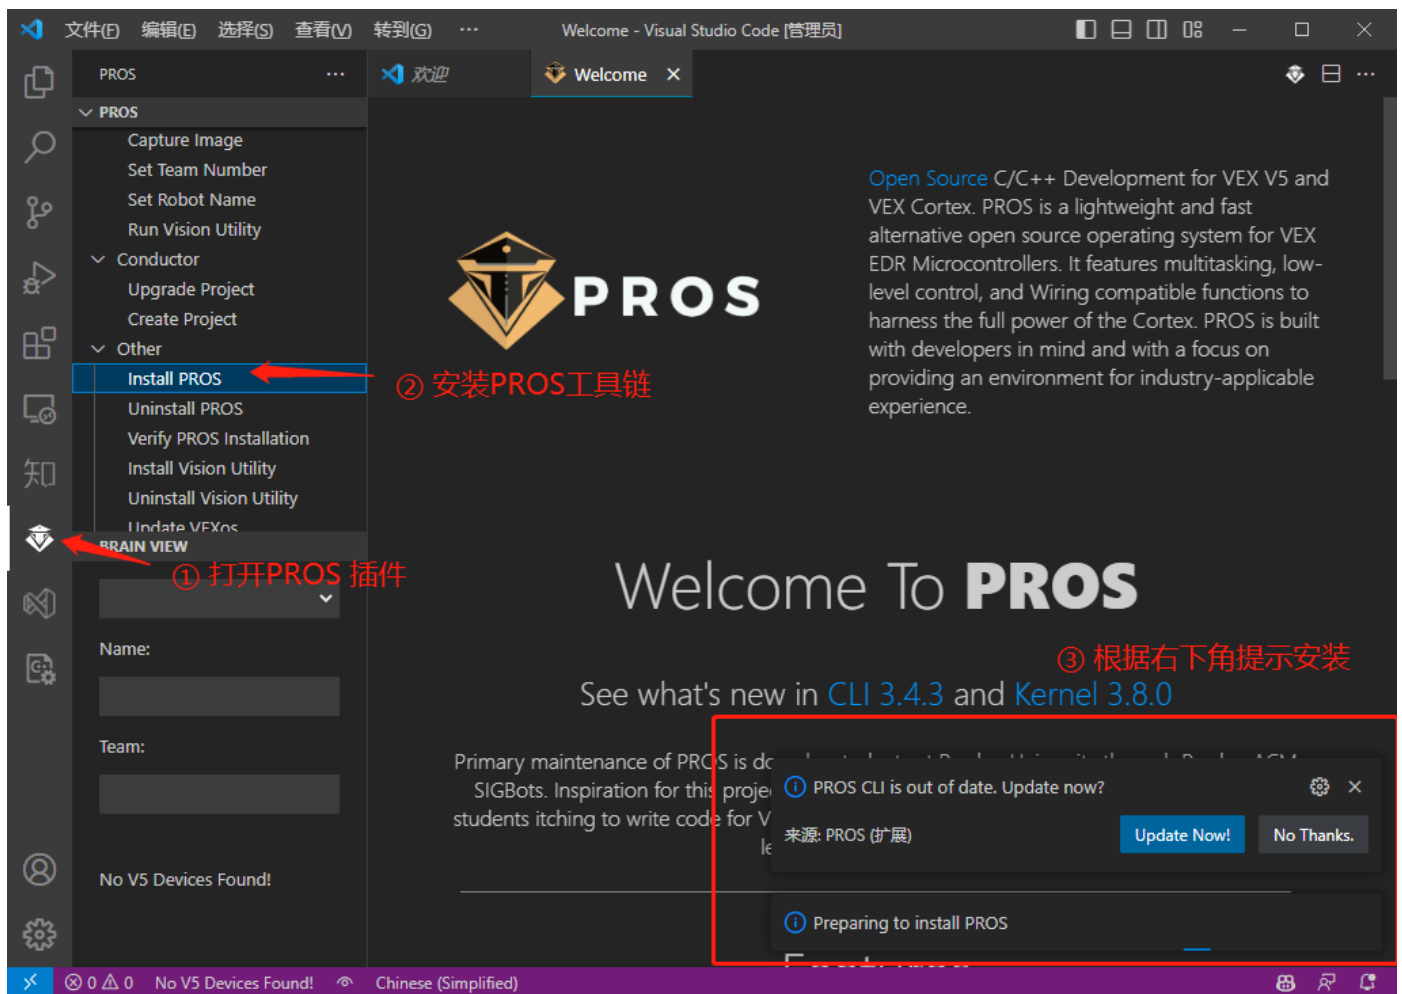 文件(F) 编辑(E) 选择(S) 查看(V) 转到(G) ··· Welcome - Visual Studio Code [管理员]
PROS ···
欢迎 Welcome ···
PROS
Capture Image
Set Team Number
Set Robot Name
Run Vision Utility
Conductor
Upgrade Project
Create Project
Other
Install PROS
Uninstall PROS
Verify PROS Installation
Install Vision Utility
Uninstall Vision Utility
Update VEXos
BRAIN VIEW
Name:
Team:
No V5 Devices Found!
知
② 安装PROS工具链
① 打开PROS 插件
PROS
Open Source C/C++ Development for VEX V5 and
VEX Cortex. PROS is a lightweight and fast
alternative open source operating system for VEX
EDR Microcontrollers. It features multitasking, low-
level control, and Wiring compatible functions to
harness the full power of the Cortex. PROS is built
with developers in mind and with a focus on
providing an environment for industry-applicable
experience.
Welcome To PROS
③ 根据右下角提示安装
See what's new in CLI 3.4.3 and Kernel 3.8.0
Primary maintenance of PROS is
SIGBots. Inspiration for this
students itching to write code for
PROS CLI is out of date. Update now?
来源: PROS (扩展) Update Now! No Thanks.
Preparing to install PROS
0 0 No V5 Devices Found! Chinese (Simplified)